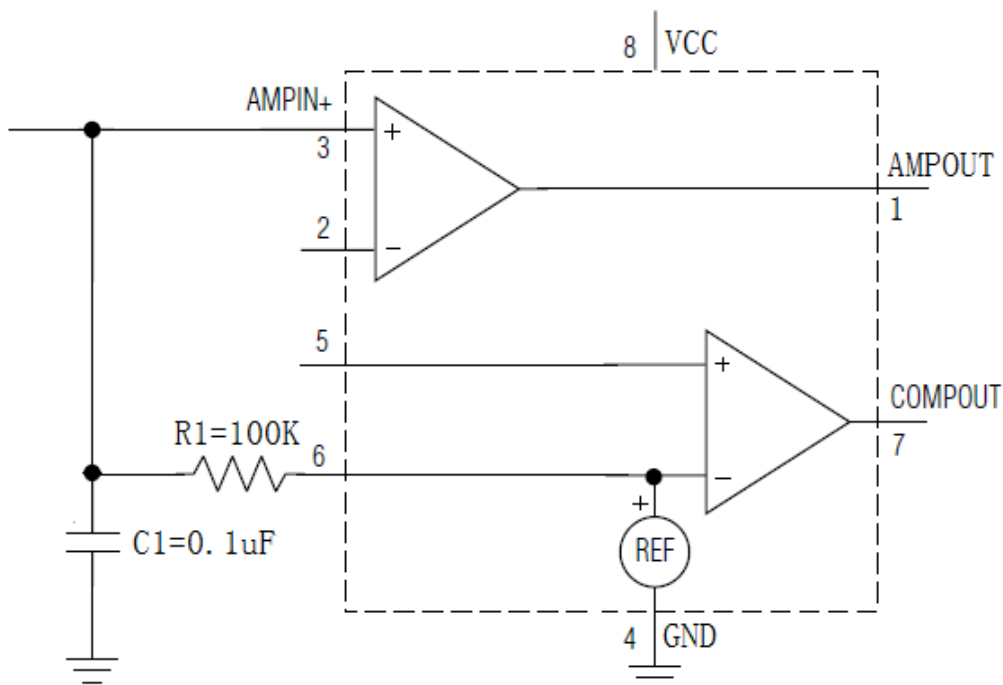 8 VCC
AMPIN+
3
+
AMPOUT
1
2
−
5
+
COMPOUT
7
R1=100K
6
−
+
REF
C1=0.1uF
4 GND